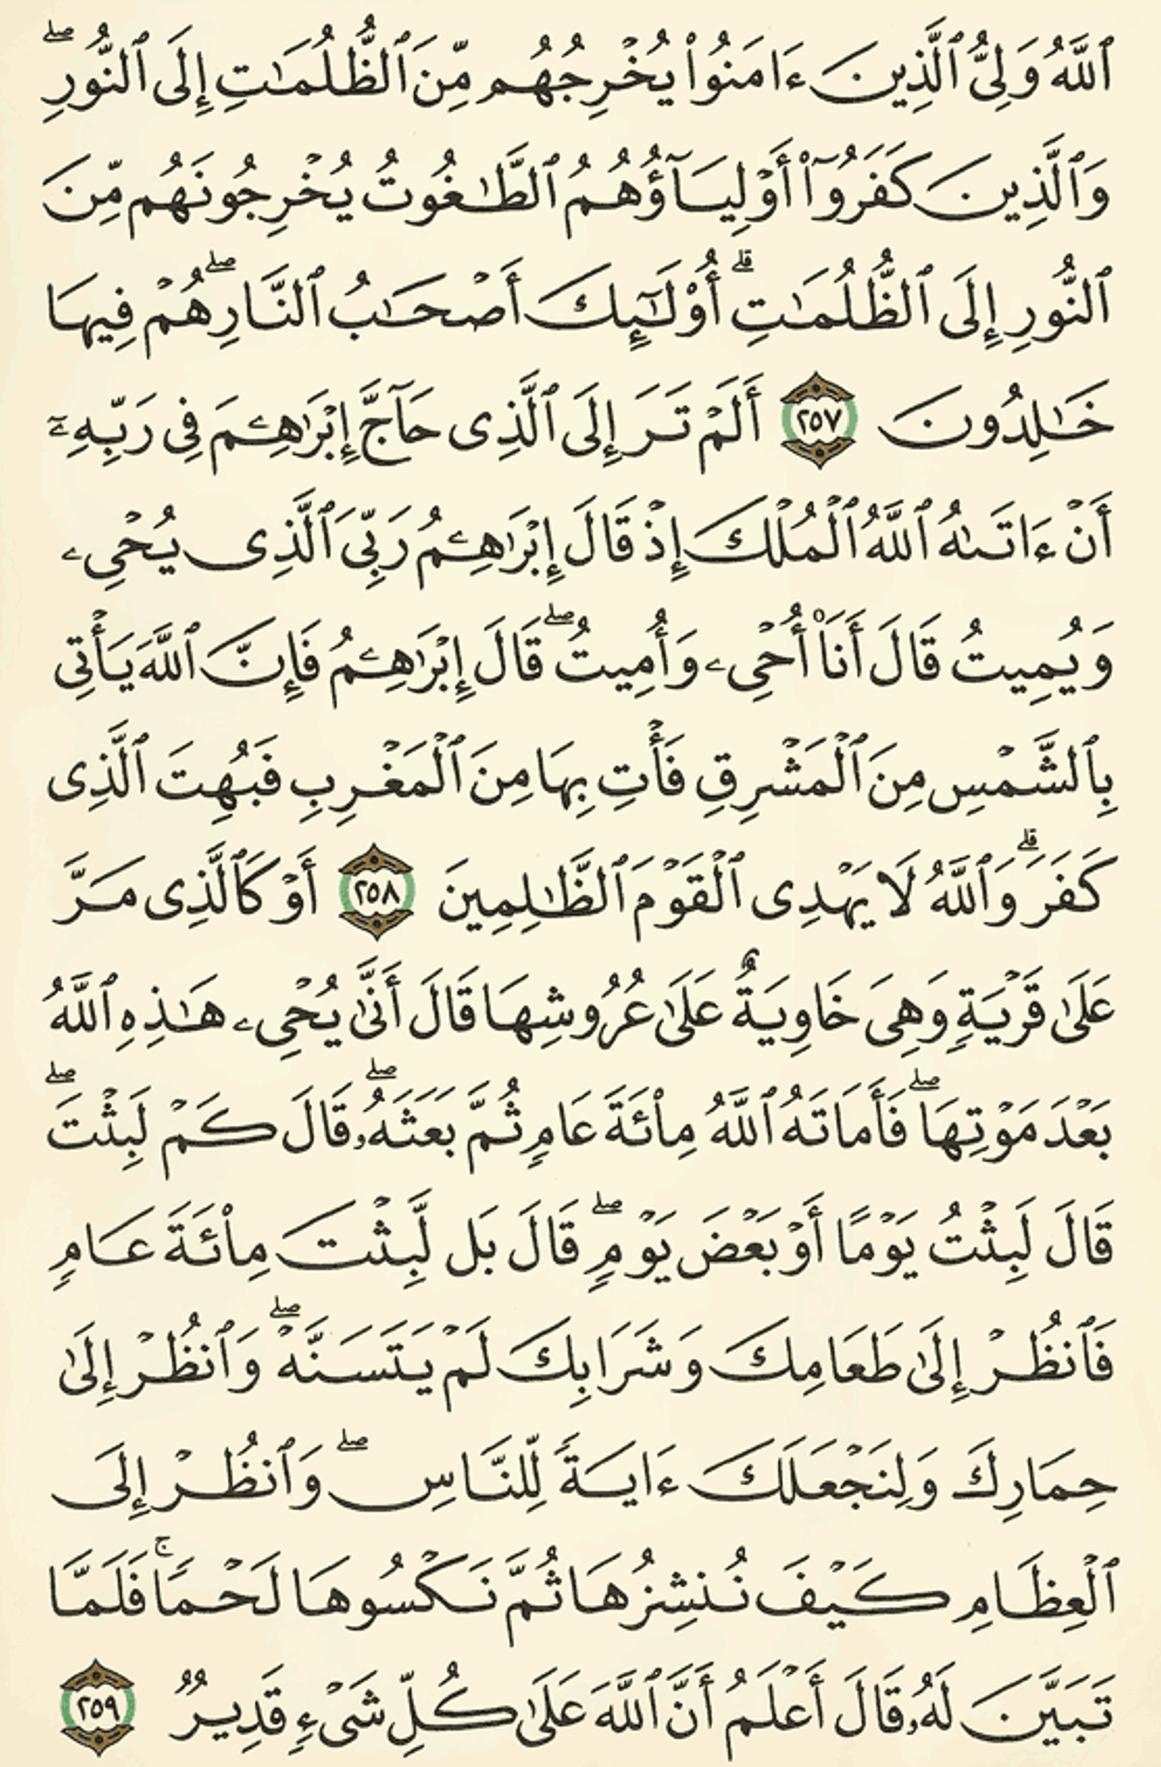 ٱللَّهُ وَلِىُّ ٱلَّذِينَ ءَامَنُوا۟ يُخْرِجُهُم مِّنَ ٱلظُّلُمَـٰتِ إِلَى ٱلنُّورِ ۖ
وَٱلَّذِينَ كَفَرُوٓا۟ أَوْلِيَآؤُهُمُ ٱلطَّـٰغُوتُ يُخْرِجُونَهُم مِّنَ
ٱلنُّورِ إِلَى ٱلظُّلُمَـٰتِ ۗ أُو۟لَـٰٓئِكَ أَصْحَـٰبُ ٱلنَّارِ ۖ هُمْ فِيهَا
خَـٰلِدُونَ ٢٥٧ أَلَمْ تَرَ إِلَى ٱلَّذِى حَآجَّ إِبْرَٰهِـۧمَ فِى رَبِّهِۦٓ
أَنْ ءَاتَىٰهُ ٱللَّهُ ٱلْمُلْكَ إِذْ قَالَ إِبْرَٰهِـۧمُ رَبِّىَ ٱلَّذِى يُحْىِۦ
وَيُمِيتُ قَالَ أَنَا۠ أُحْىِۦ وَأُمِيتُ ۖ قَالَ إِبْرَٰهِـۧمُ فَإِنَّ ٱللَّهَ يَأْتِى
بِٱلشَّمْسِ مِنَ ٱلْمَشْرِقِ فَأْتِ بِهَا مِنَ ٱلْمَغْرِبِ فَبُهِتَ ٱلَّذِى
كَفَرَ ۗ وَٱللَّهُ لَا يَهْدِى ٱلْقَوْمَ ٱلظَّـٰلِمِينَ ٢٥٨ أَوْ كَٱلَّذِى مَرَّ
عَلَىٰ قَرْيَةٍ وَهِىَ خَاوِيَةٌ عَلَىٰ عُرُوشِهَا قَالَ أَنَّىٰ يُحْىِۦ هَـٰذِهِ ٱللَّهُ
بَعْدَ مَوْتِهَا ۖ فَأَمَاتَهُ ٱللَّهُ مِا۟ئَةَ عَامٍ ثُمَّ بَعَثَهُۥ ۖ قَالَ كَمْ لَبِثْتَ ۖ
قَالَ لَبِثْتُ يَوْمًا أَوْ بَعْضَ يَوْمٍ ۖ قَالَ بَل لَّبِثْتَ مِا۟ئَةَ عَامٍ
فَٱنظُرْ إِلَىٰ طَعَامِكَ وَشَرَابِكَ لَمْ يَتَسَنَّهْ ۖ وَٱنظُرْ إِلَىٰ
حِمَارِكَ وَلِنَجْعَلَكَ ءَايَةً لِّلنَّاسِ ۖ وَٱنظُرْ إِلَى
ٱلْعِظَامِ كَيْفَ نُنشِزُهَا ثُمَّ نَكْسُوهَا لَحْمًا ۚ فَلَمَّا
تَبَيَّنَ لَهُۥ قَالَ أَعْلَمُ أَنَّ ٱللَّهَ عَلَىٰ كُلِّ شَىْءٍ قَدِيرٌ ٢٥٩